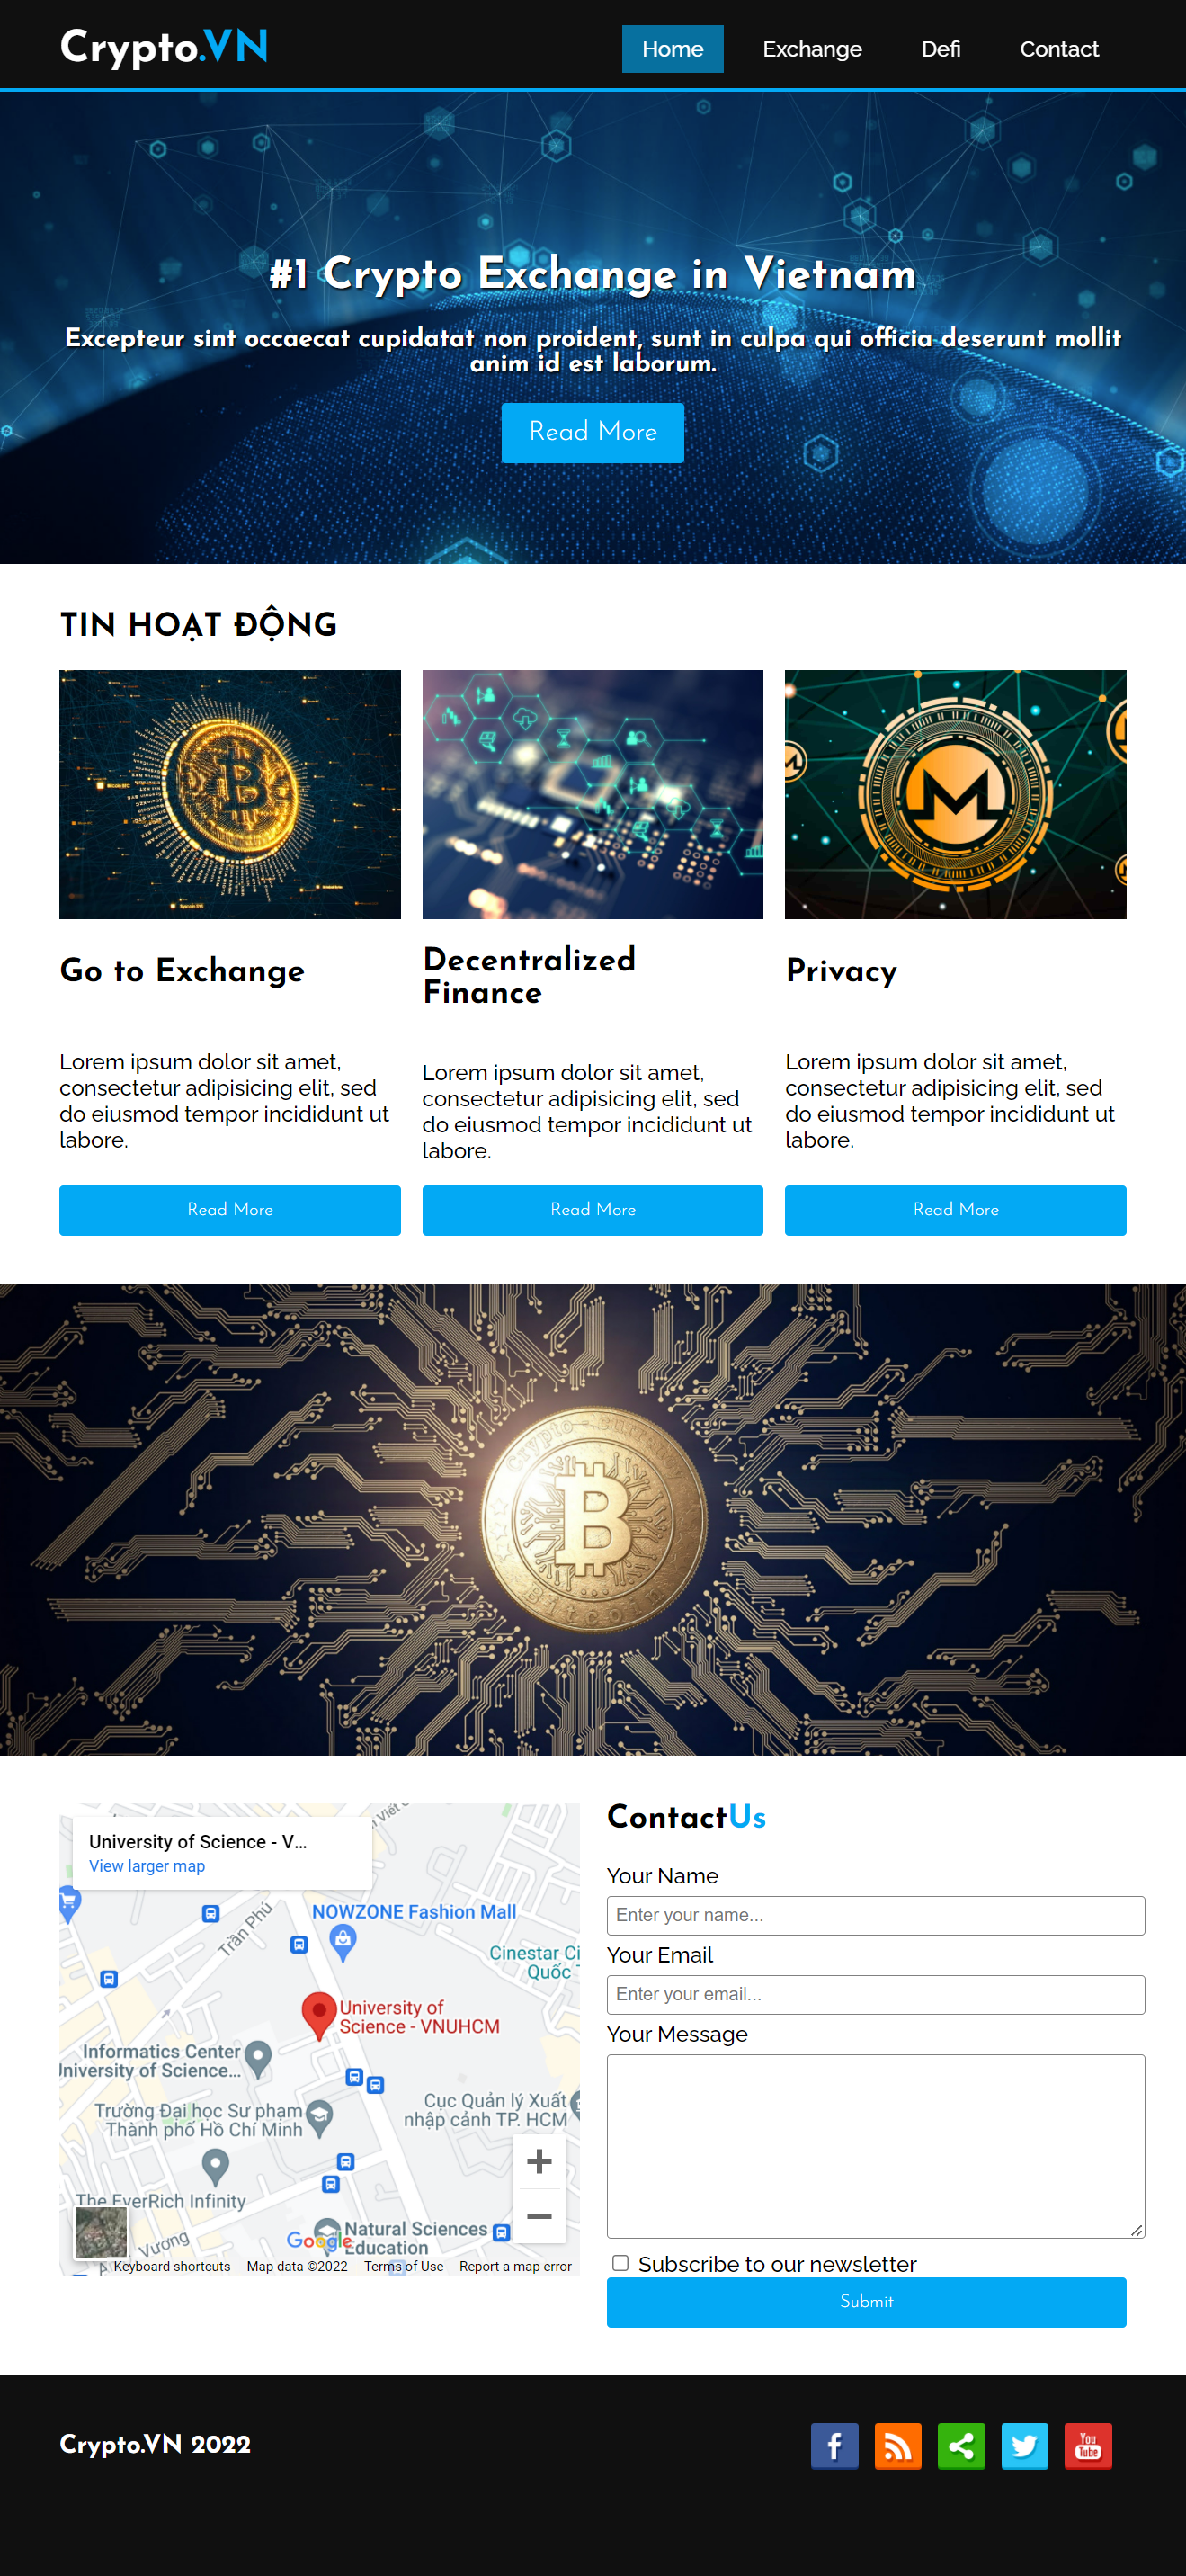 Crypto.VN
Home Exchange Defi Contact
#1 Crypto Exchange in Vietnam
Excepteur sint occaecat cupidatat non proident, sunt in culpa qui officia deserunt mollit
anim id est laborum.
Read More
TIN HOẠT ĐỘNG
Go to Exchange
Lorem ipsum dolor sit amet,
consectetur adipisicing elit, sed
do eiusmod tempor incididunt ut
labore.
Read More
Decentralized
Finance
Lorem ipsum dolor sit amet,
consectetur adipisicing elit, sed
do eiusmod tempor incididunt ut
labore.
Read More
Privacy
Lorem ipsum dolor sit amet,
consectetur adipisicing elit, sed
do eiusmod tempor incididunt ut
labore.
Read More
Crypto-currency
Bitcoin
University of Science - V...
View larger map
Trần Phú
NOWZONE Fashion Mall
Cinestar
Quốc
University of
Science - VNUHCM
Informatics Center
University of Science...
Trường Đại học Sư phạm
Thành phố Hồ Chí Minh
Cục Quản lý Xuất
nhập cảnh TP. HCM
The EverRich Infinity
Vương
Natural Sciences
Education
Google
Keyboard shortcuts Map data ©2022 Terms of Use Report a map error
ContactUs
Your Name
Enter your name...
Your Email
Enter your email...
Your Message
Subscribe to our newsletter
Submit
Crypto.VN 2022
You
Tube